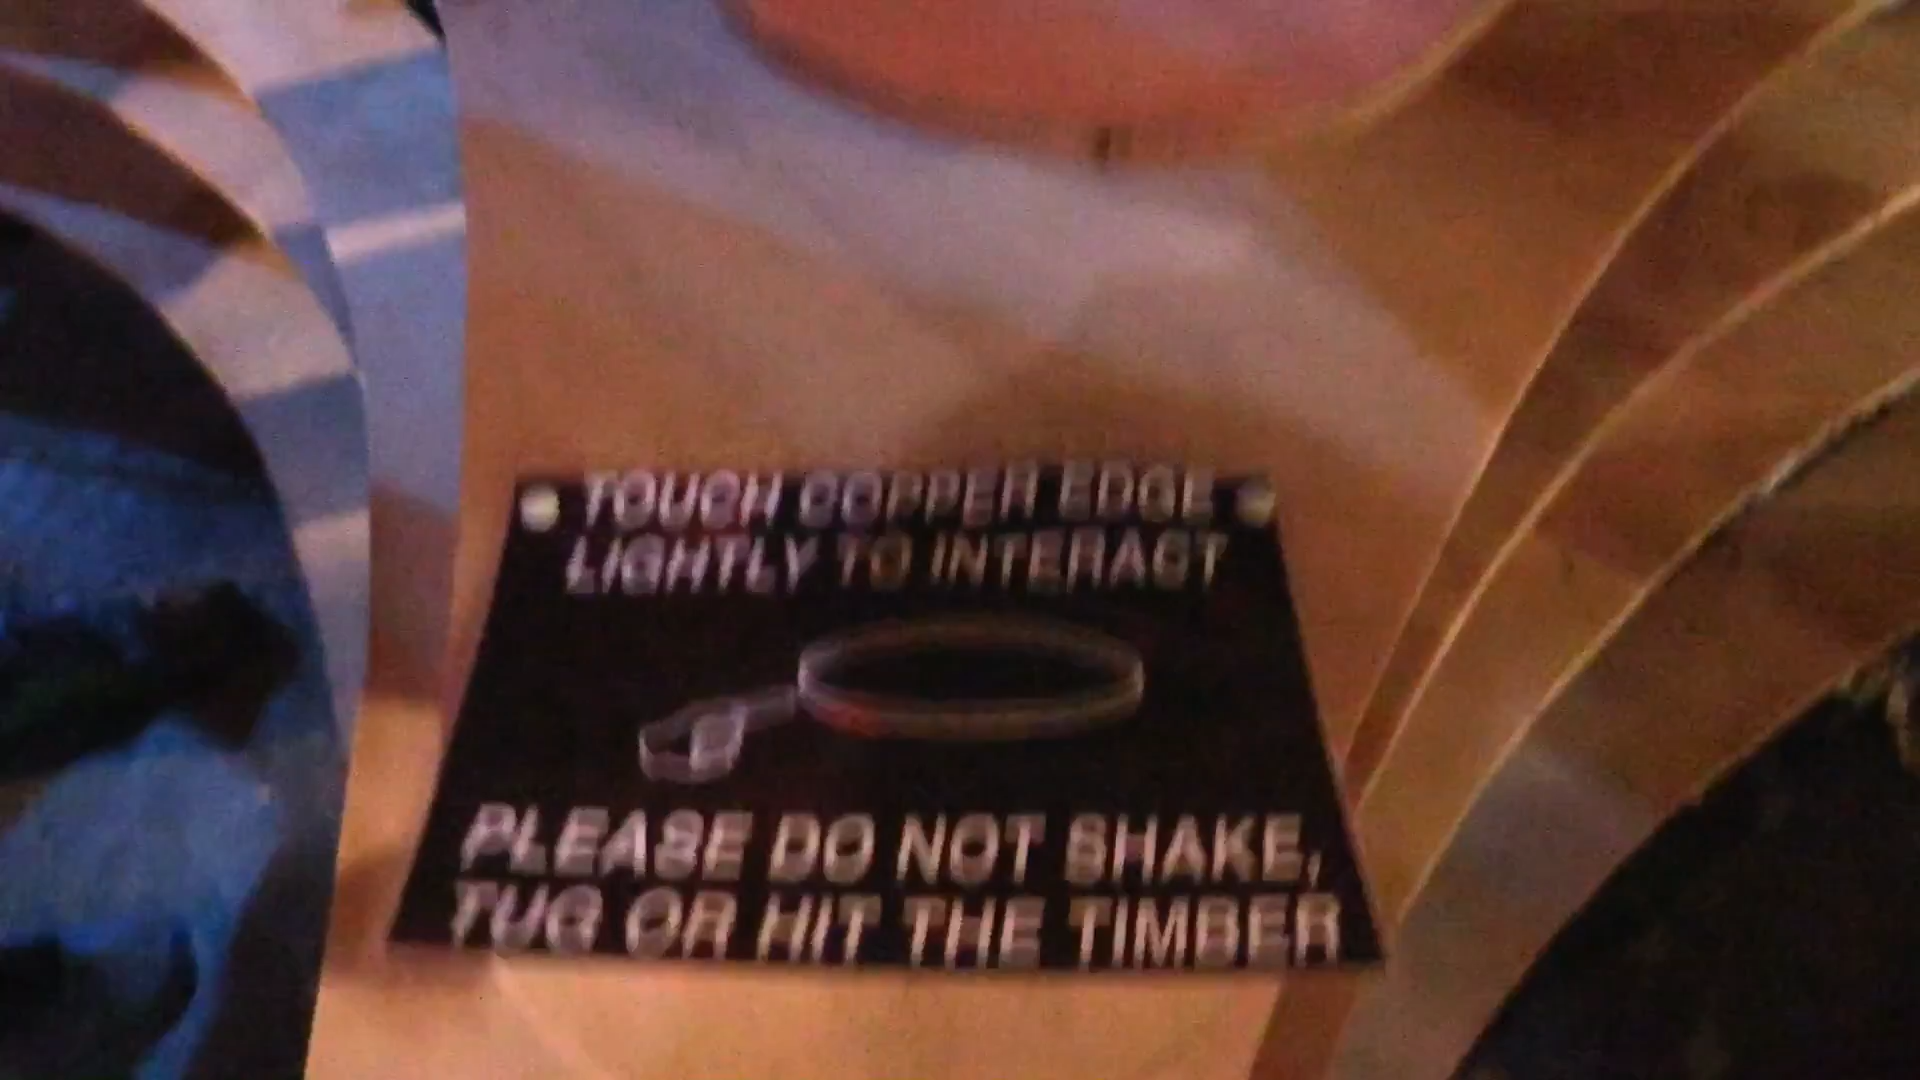 TOUCH COPPER EDGE
LIGHTLY TO INTERACT
PLEASE DO NOT SHAKE,
TUG OR HIT THE TIMBER